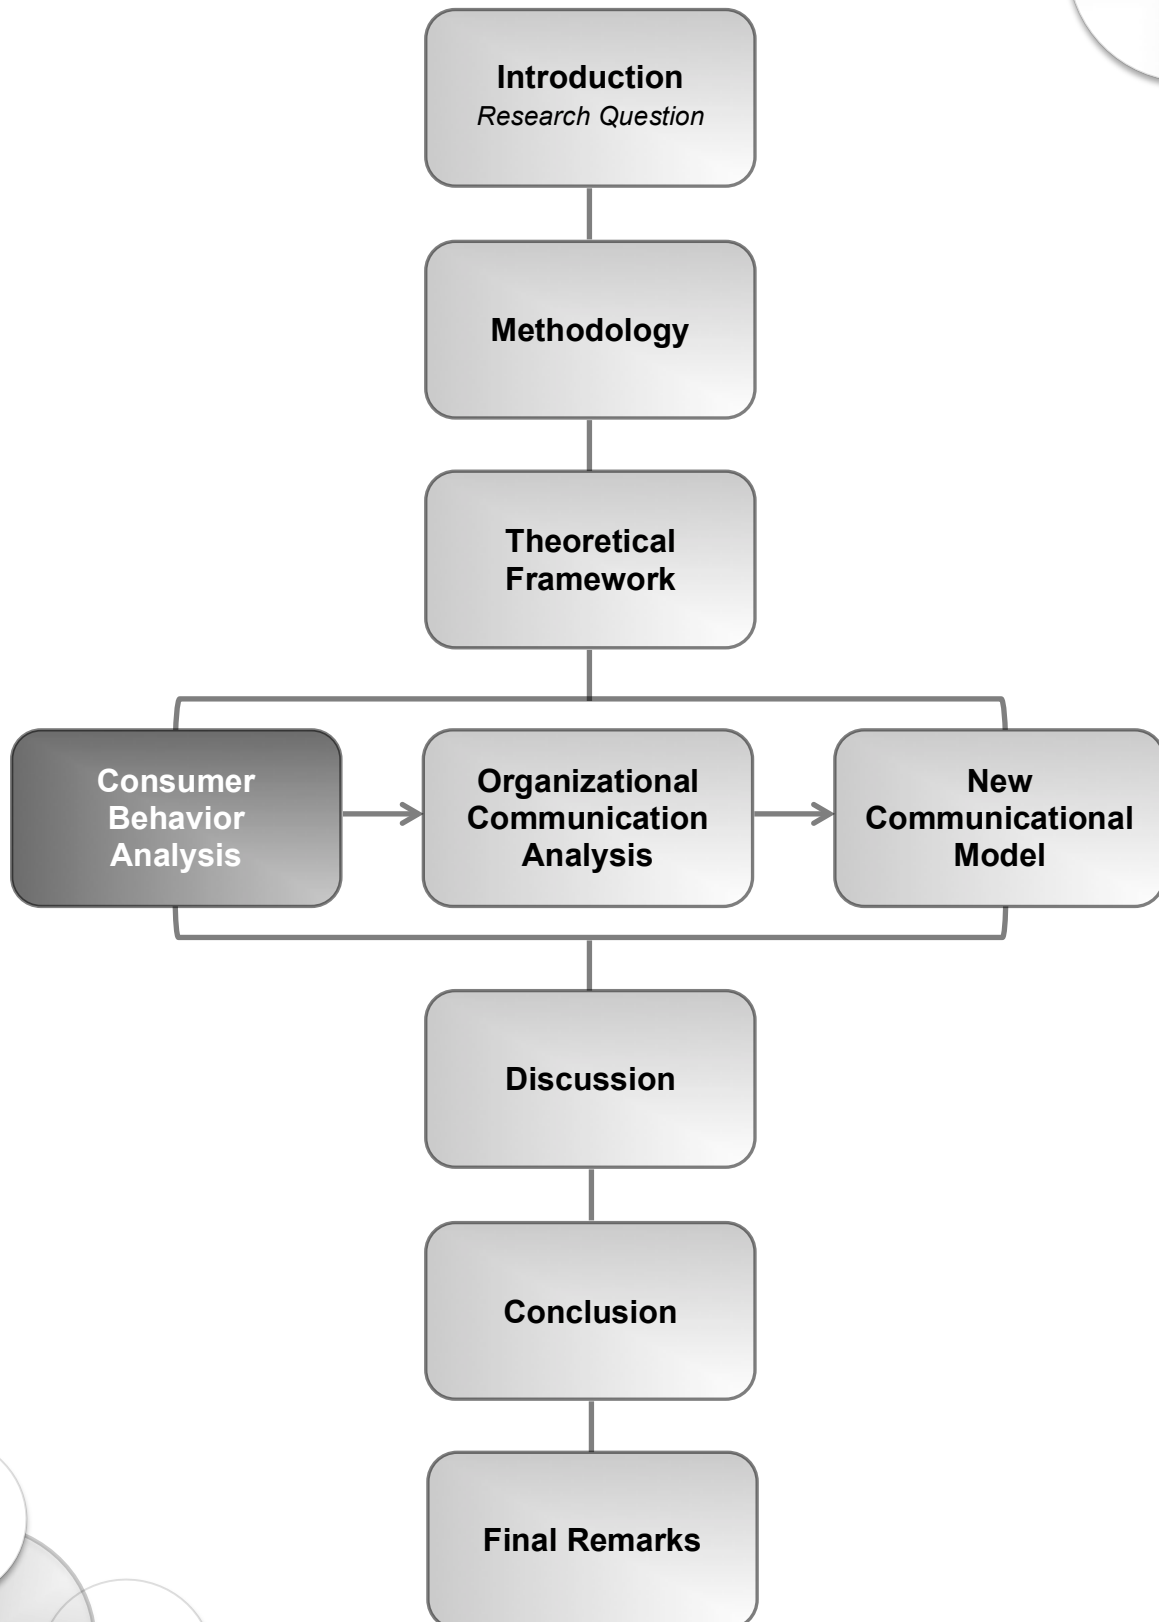 Introduction
Research Question
Methodology
Theoretical
Framework
Consumer
Behavior
Analysis
Organizational
Communication
Analysis
New
Communicational
Model
Discussion
Conclusion
Final Remarks